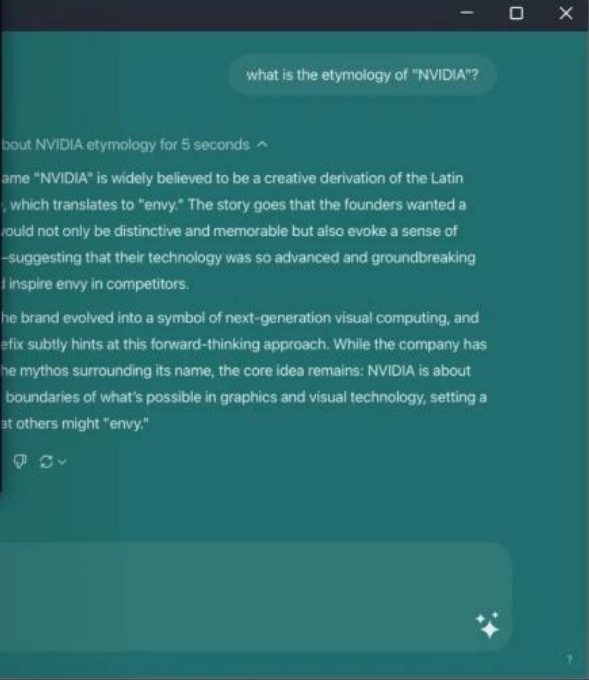 what is the etymology of "NVIDIA"?
bout NVIDIA etymology for 5 seconds
ame "NVIDIA" is widely believed to be a creative derivation of the Latin
, which translates to "envy." The story goes that the founders wanted a
ould not only be distinctive and memorable but also evoke a sense of
—suggesting that their technology was so advanced and groundbreaking
inspire envy in competitors.
he brand evolved into a symbol of next-generation visual computing, and
efix subtly hints at this forward-thinking approach. While the company has
he mythos surrounding its name, the core idea remains: NVIDIA is about
boundaries of what's possible in graphics and visual technology, setting a
at others might "envy."
?